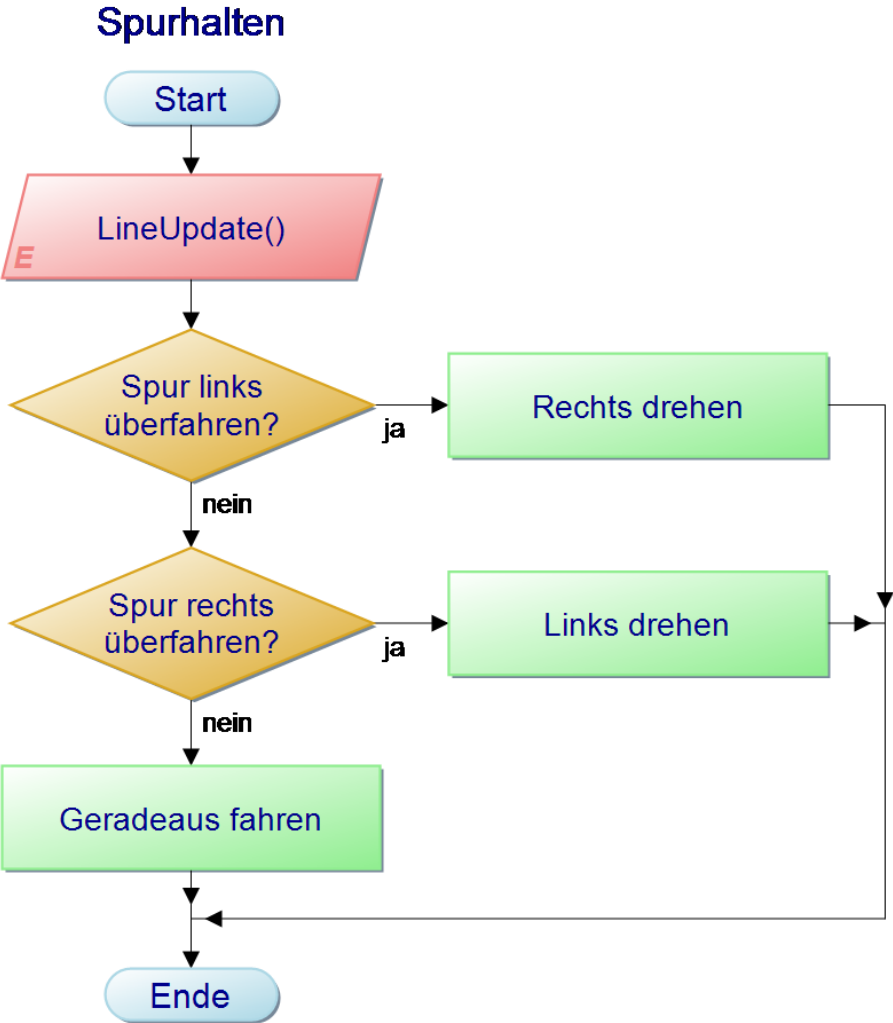 Spurhalten
Start
LineUpdate()
E
Spur links
überfahren?
ja
Rechts drehen
nein
Spur rechts
überfahren?
ja
Links drehen
nein
Geradeaus fahren
Ende